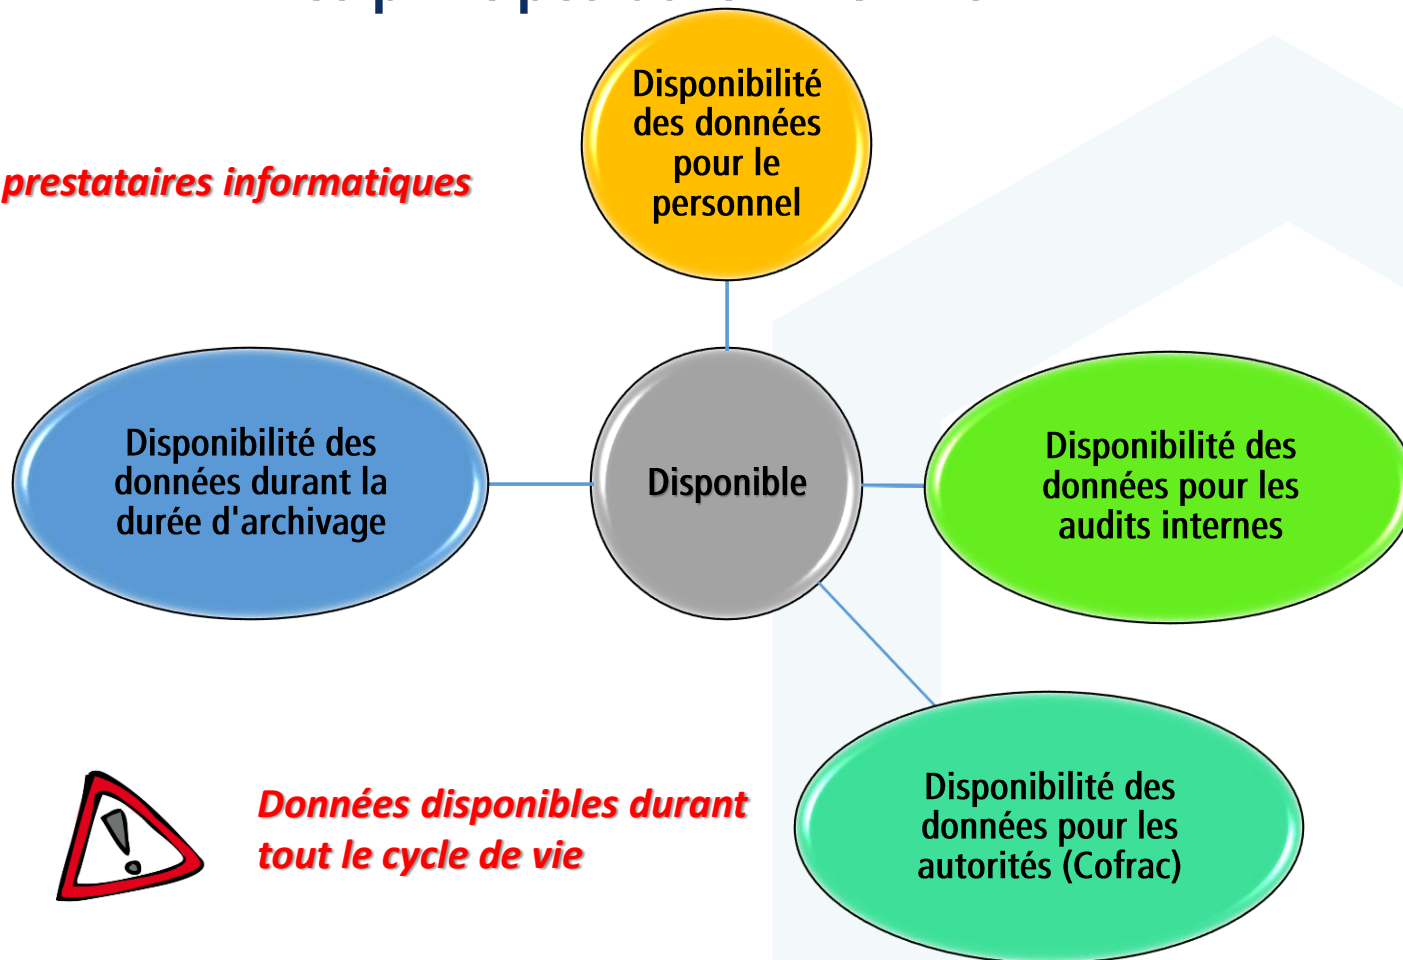 prestataires informatiques
Disponibilité
des données
pour le
personnel
Disponibilité des
données durant la
durée d'archivage
Disponible
Disponibilité des
données pour les
audits internes
Données disponibles durant
tout le cycle de vie
Disponibilité des
données pour les
autorités (Cofrac)